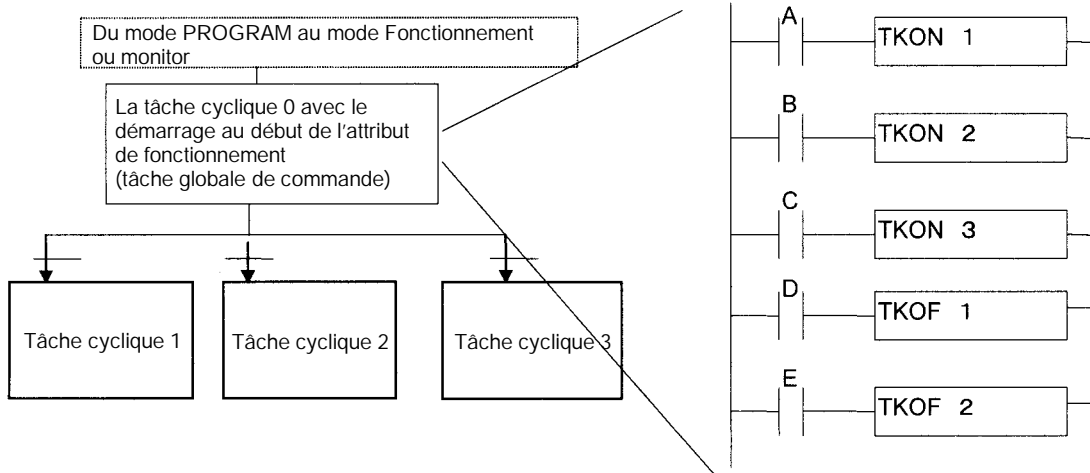 Du mode PROGRAM au mode Fonctionnement
ou monitor
La tâche cyclique 0 avec le
démarrage au début de l'attribut
de fonctionnement
(tâche globale de commande)
Tâche cyclique 1
Tâche cyclique 2
Tâche cyclique 3
A
TKON 1
B
TKON 2
C
TKON 3
D
TKOF 1
E
TKOF 2